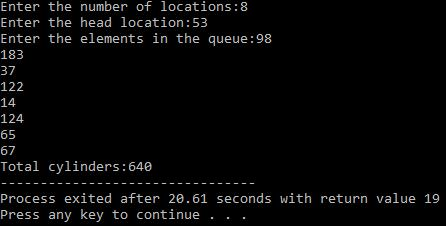 Enter the number of locations:8
Enter the head location:53
Enter the elements in the queue:98
183
37
122
14
124
65
67
Total cylinders:640
--------------------------------
Process exited after 20.61 seconds with return value 19
Press any key to continue . . .